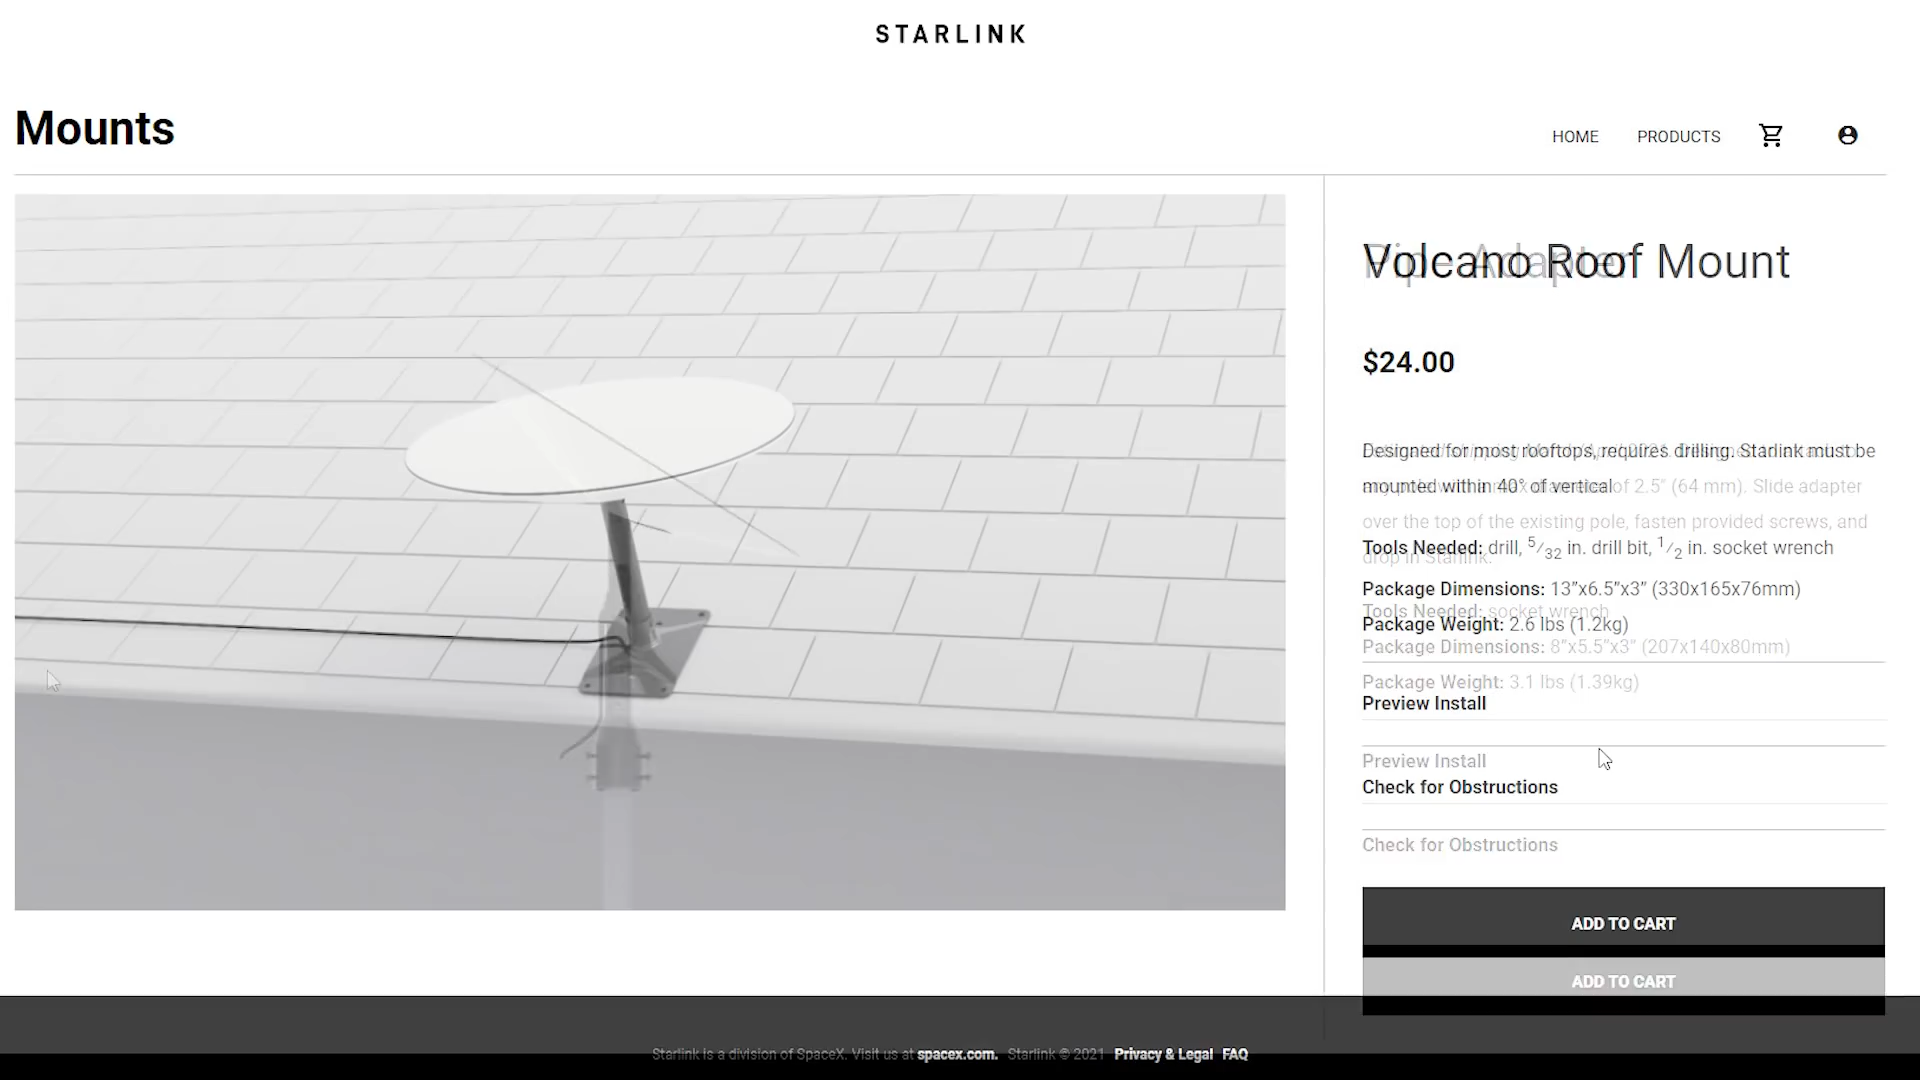 STARLINK
Mounts
HOME PRODUCTS
Volcano Roof Mount
Pipe Adapter
$24.00
Designed for most rooftops, requires drilling. Starlink must be
mounted within 40° of vertical
of 2.5" (64 mm). Slide adapter
over the top of the existing pole, fasten provided screws, and
drop in Starlink.
Tools Needed: drill, 5/32 in. drill bit, 1/2 in. socket wrench
Package Dimensions: 13”x6.5”x3” (330x165x76mm)
Tools Needed: socket wrench
Package Weight: 2.6 lbs (1.2kg)
Package Dimensions: 8”x5.5”x3” (207x140x80mm)
Package Weight: 3.1 lbs (1.39kg)
Preview Install
Preview Install
Check for Obstructions
Check for Obstructions
ADD TO CART
ADD TO CART
Starlink is a division of SpaceX. Visit us at spacex.com. Starlink © 2021 Privacy & Legal FAQ